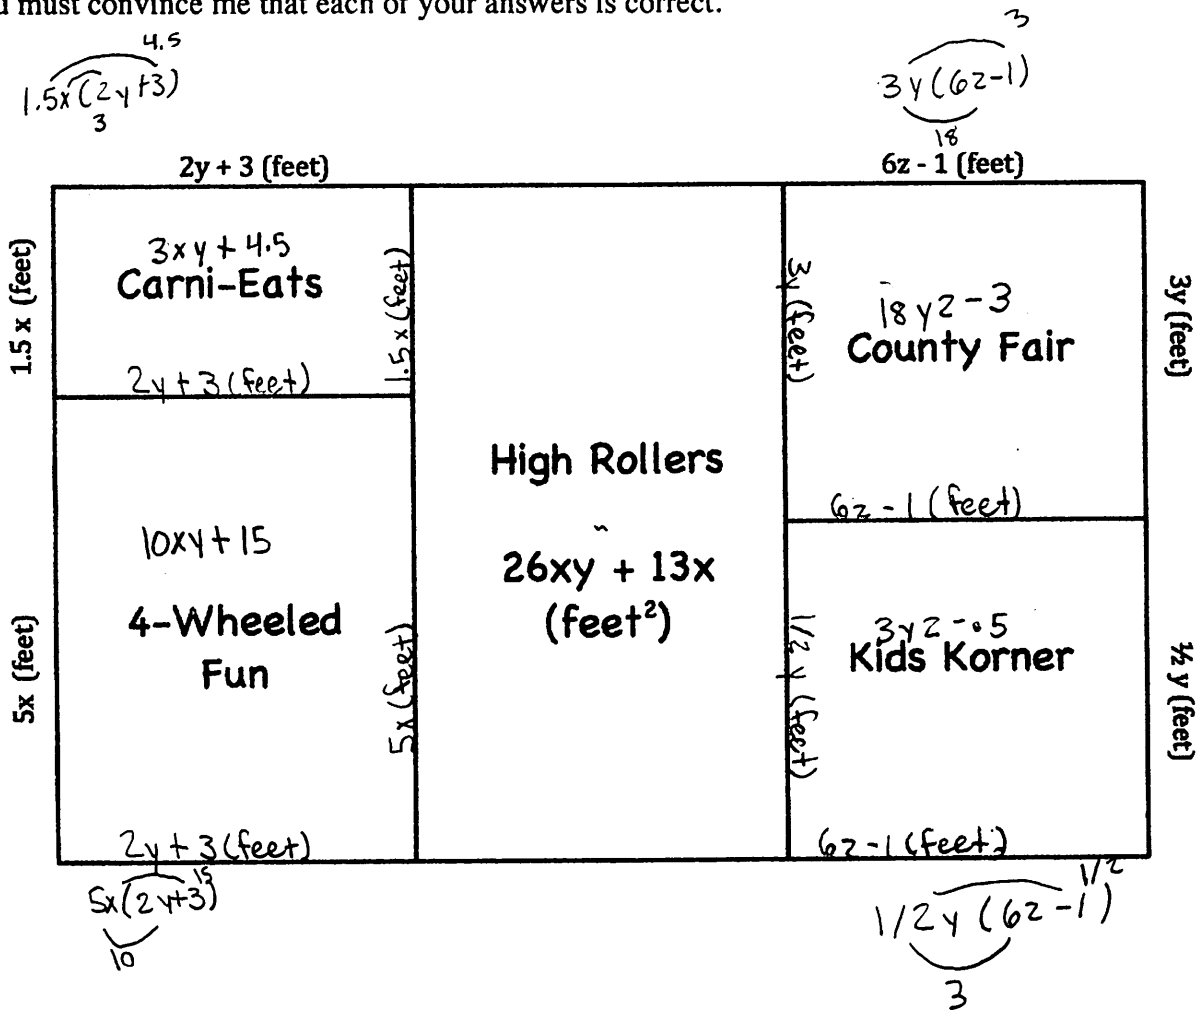 u must convince me that each of your answers is correct.
4.5
1.5x(2y+3)
3
3
3y(6z-1)
18
2y + 3 (feet)
6z - 1 (feet)
1.5 x (feet)
3xy + 4.5
Carni-Eats
2y + 3 (feet)
1.5 x (feet)
3y (feet)
18yz - 3
County Fair
6z - 1 (feet)
3y (feet)
High Rollers
26xy + 13x
(feet²)
5x (feet)
10xy + 15
4-Wheeled
Fun
2y + 3 (feet)
5x (feet)
1/2 y (feet)
3yz - .5
Kids Korner
6z - 1 (feet)
½ y (feet)
15
5x(2y+3)
10
1/2
1/2y (6z-1)
3